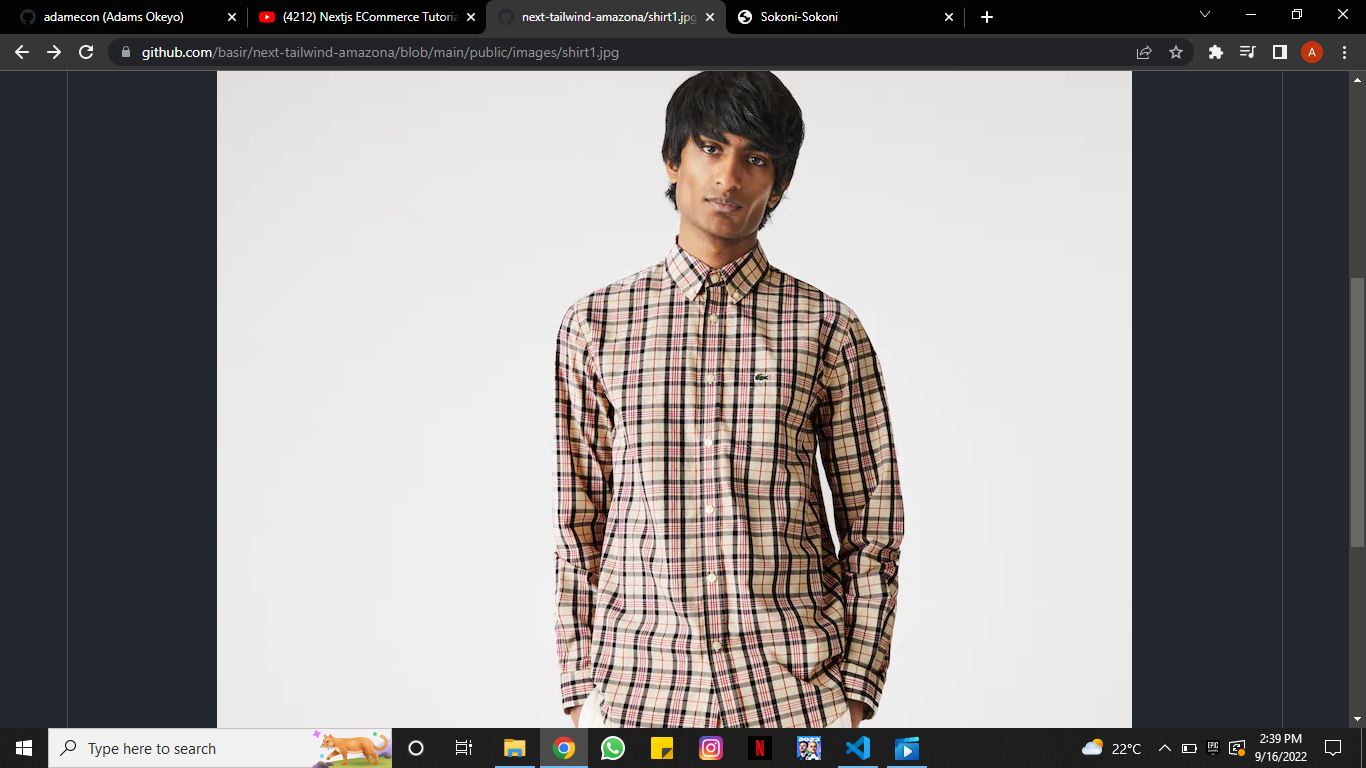 adamecon (Adams Okeyo)
(4212) Nextjs ECommerce Tutoria
next-tailwind-amazona/shirt1.jpg
Sokoni-Sokoni
github.com/basir/next-tailwind-amazona/blob/main/public/images/shirt1.jpg
A
Type here to search
N
22°C
EPIC
2:39 PM
9/16/2022